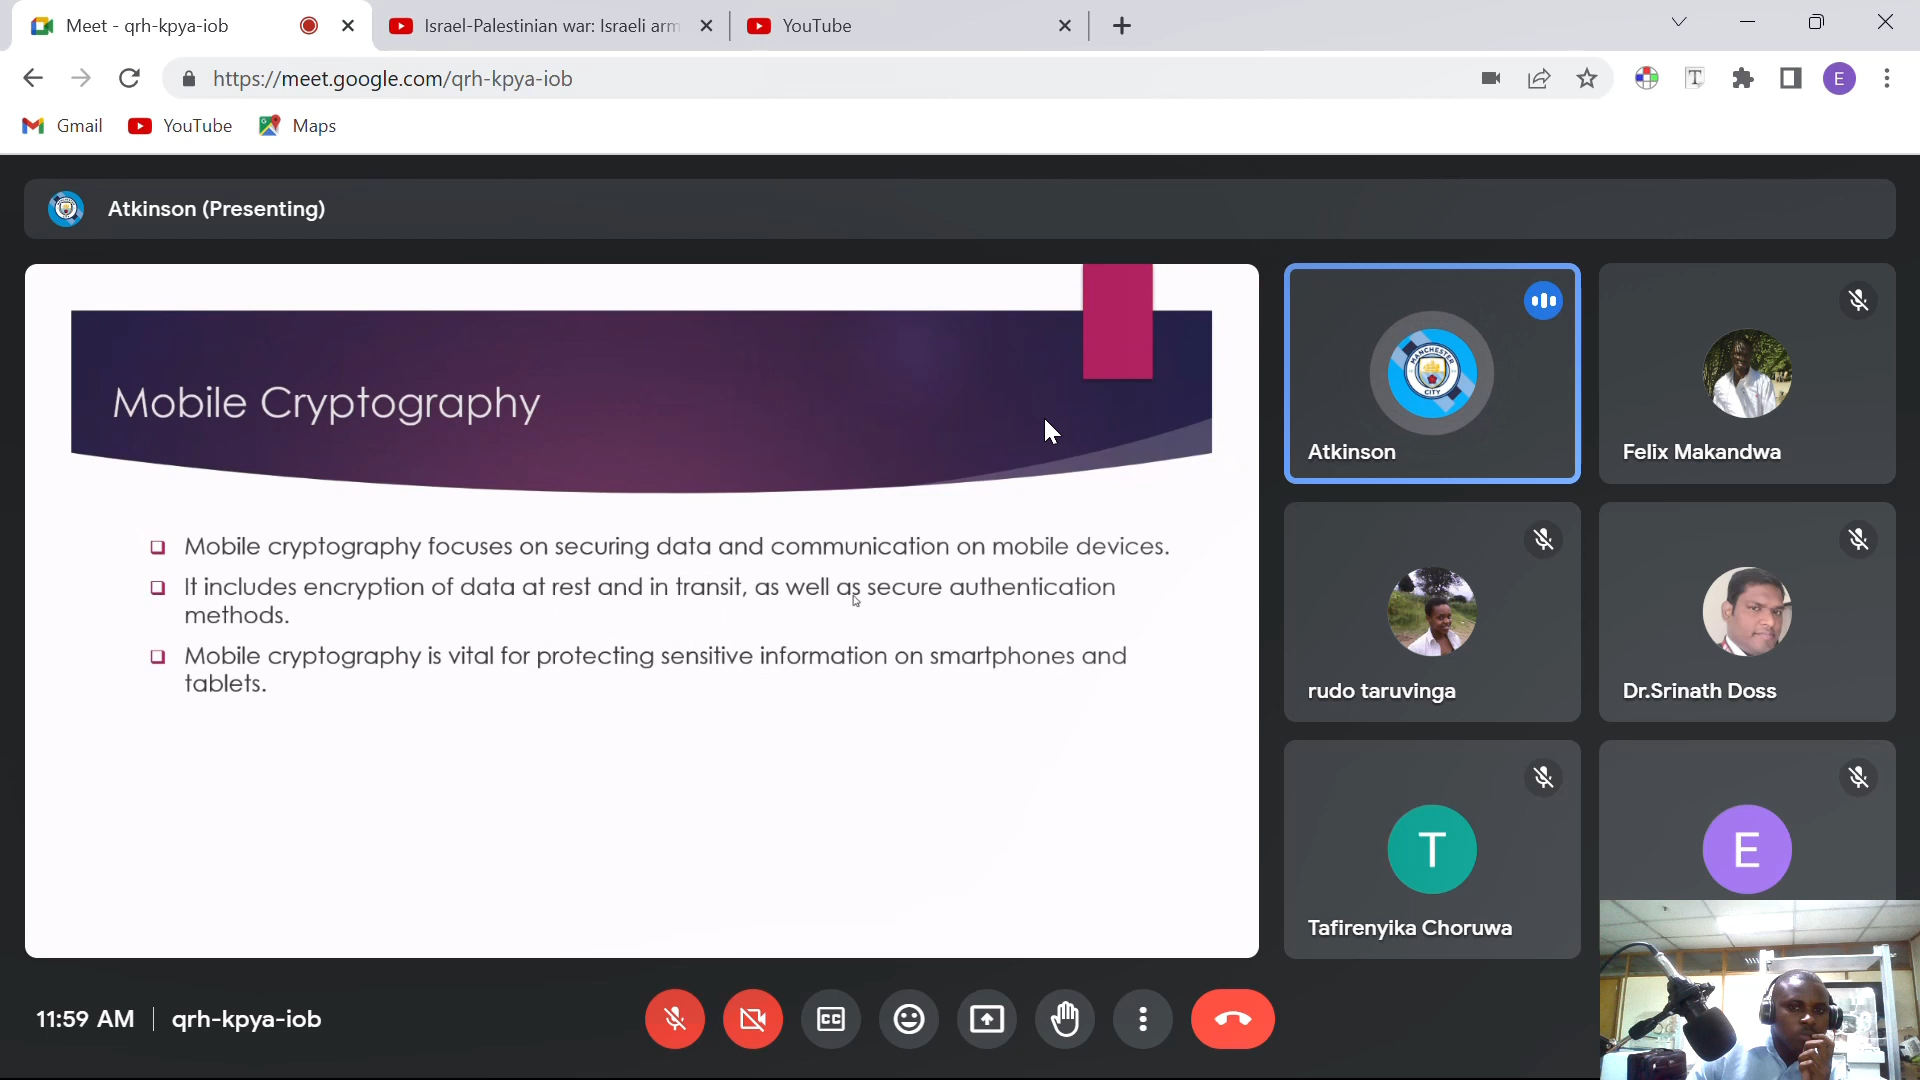 Meet - qrh-kpya-iob
Israel-Palestinian war: Israeli arm
YouTube
https://meet.google.com/qrh-kpya-iob
E
Gmail
YouTube
Maps
Atkinson (Presenting)
Mobile Cryptography
Mobile cryptography focuses on securing data and communication on mobile devices.
It includes encryption of data at rest and in transit, as well as secure authentication
methods.
Mobile cryptography is vital for protecting sensitive information on smartphones and
tablets.
MANCHESTER
CITY
Atkinson
Felix Makandwa
rudo taruvinga
Dr.Srinath Doss
T
Tafirenyika Choruwa
E
11:59 AM
qrh-kpya-iob
CC